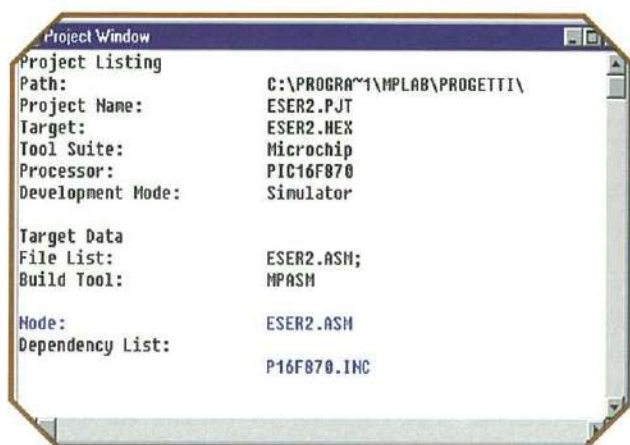 Project Window
Project Listing
Path: C:\PROGRA~1\MPLAB\PROGETTI\
Project Name: ESER2.PJT
Target: ESER2.HEX
Tool Suite: Microchip
Processor: PIC16F870
Development Mode: Simulator
Target Data
File List: ESER2.ASM;
Build Tool: MPASM
Node: ESER2.ASM
Dependency List:
P16F870.INC